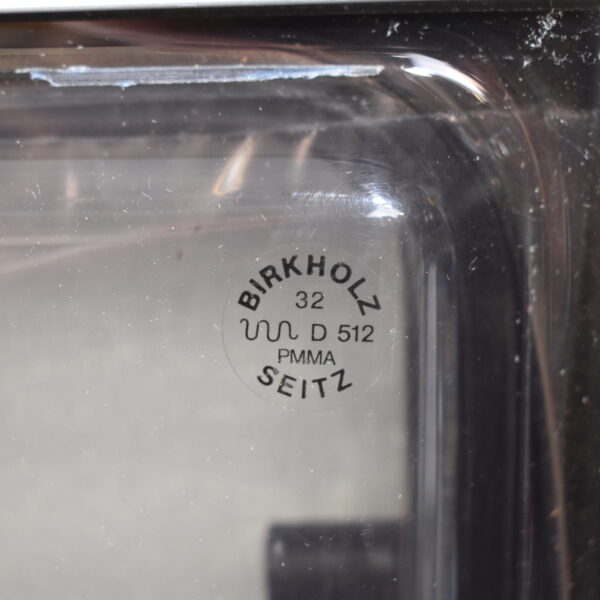 BIRKHOLZ
32
D 512
PMMA
SEITZ